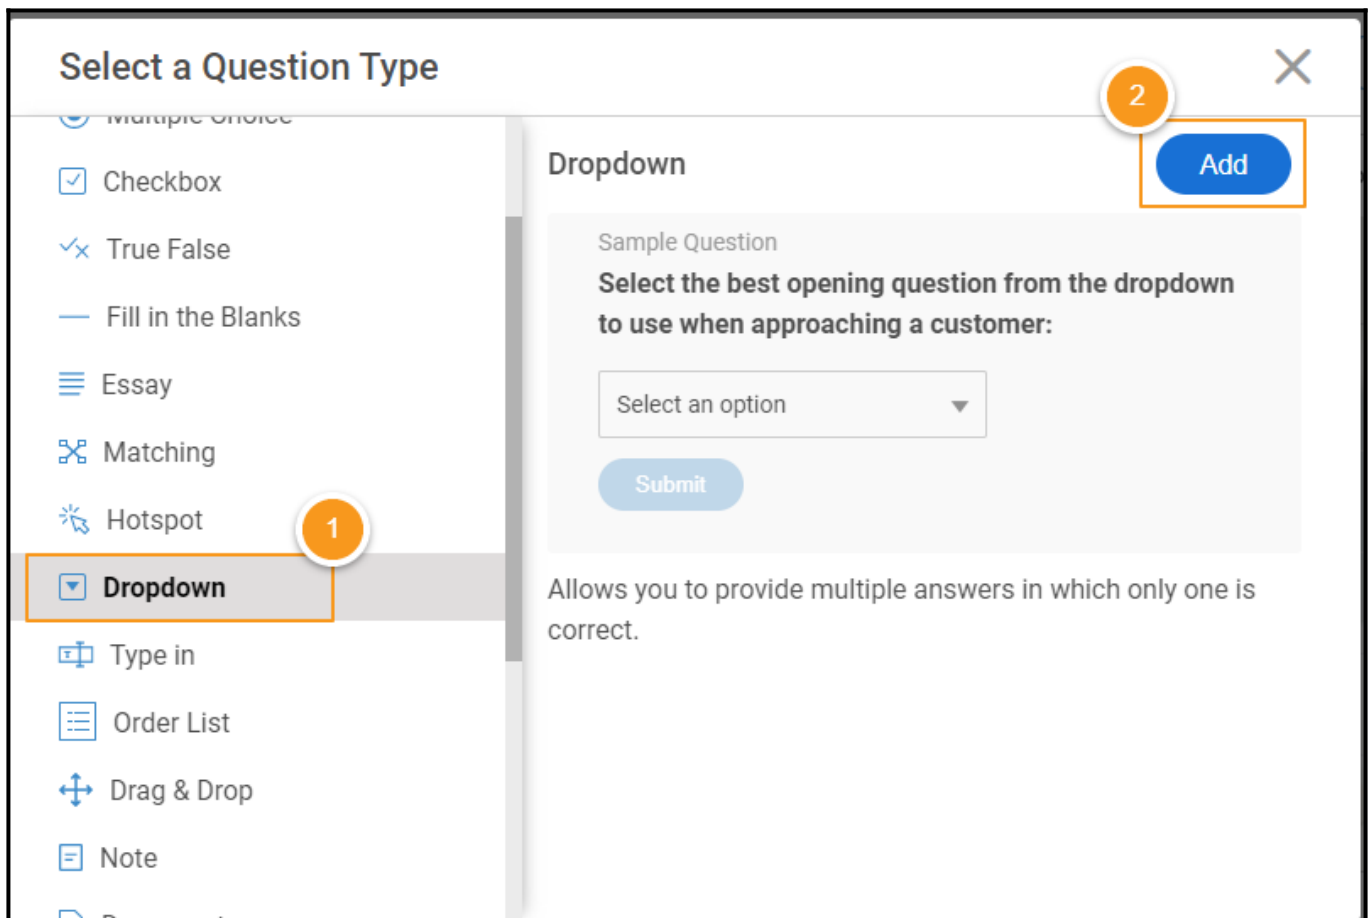 Select a Question Type
2
Multiple Choice
Dropdown
Add
Checkbox
True False
Fill in the Blanks
Essay
Matching
Hotspot
1
Dropdown
Type in
Order List
Drag & Drop
Note
Sample Question
Select the best opening question from the dropdown
to use when approaching a customer:
Select an option
Submit
Allows you to provide multiple answers in which only one is
correct.